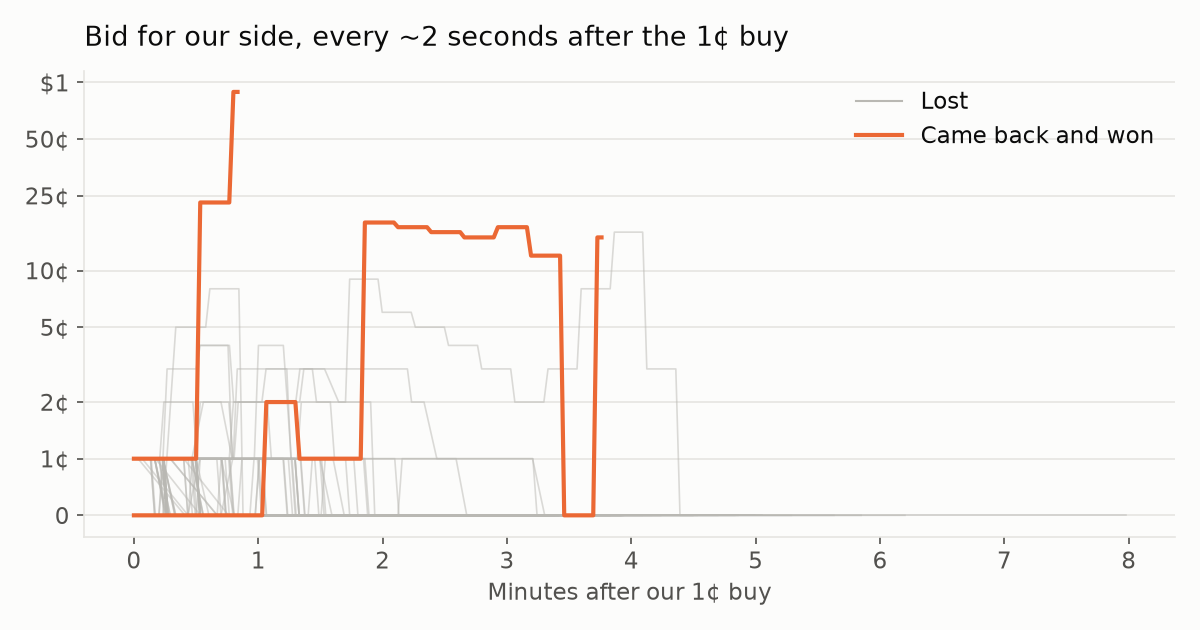 Bid for our side, every ~2 seconds after the 1¢ buy
$1
50¢
25¢
10¢
5¢
2¢
1¢
0
Lost
Came back and won
0 1 2 3 4 5 6 7 8
Minutes after our 1¢ buy